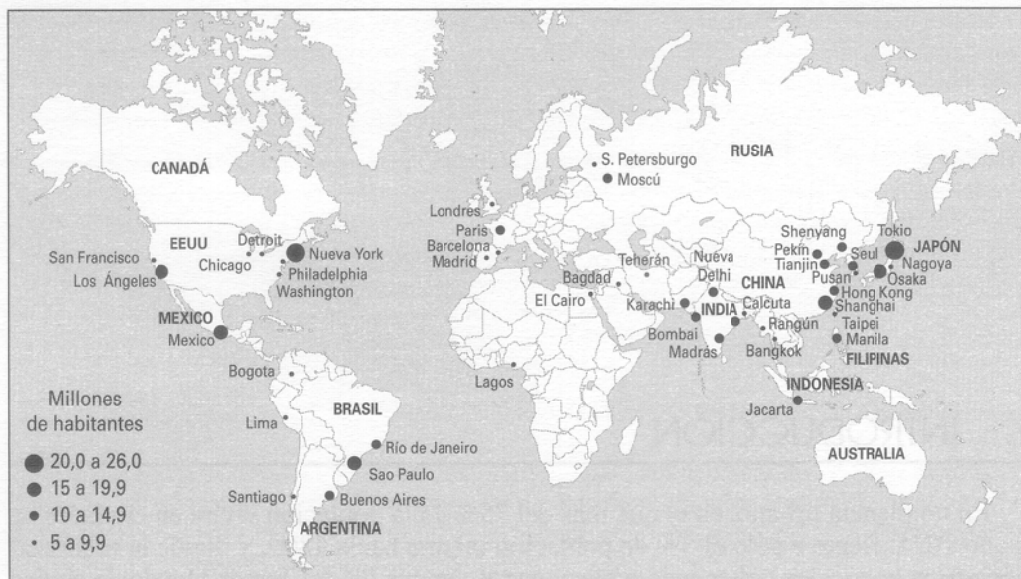 CANADÁ
EEUU
San Francisco
Los Ángeles
Detroit
Chicago
Nueva York
Philadelphia
Washington
MEXICO
Mexico
Bogota
Lima
BRASIL
Río de Janeiro
Sao Paulo
Santiago
Buenos Aires
ARGENTINA
Londres
Paris
Barcelona
Madrid
S. Petersburgo
Moscú
RUSIA
Teherán
Bagdad
El Cairo
Lagos
Karachi
Nueva
Delhi
INDIA
Bombai
Madrás
Calcuta
Rangún
Bangkok
CHINA
Shenyang
Pekín
Tianjin
Seul
Pusan
Tokio
JAPÓN
Nagoya
Osaka
Hong Kong
Shanghai
Taipei
Manila
FILIPINAS
INDONESIA
Jacarta
AUSTRALIA
Millones
de habitantes
20,0 a 26,0
15 a 19,9
10 a 14,9
5 a 9,9